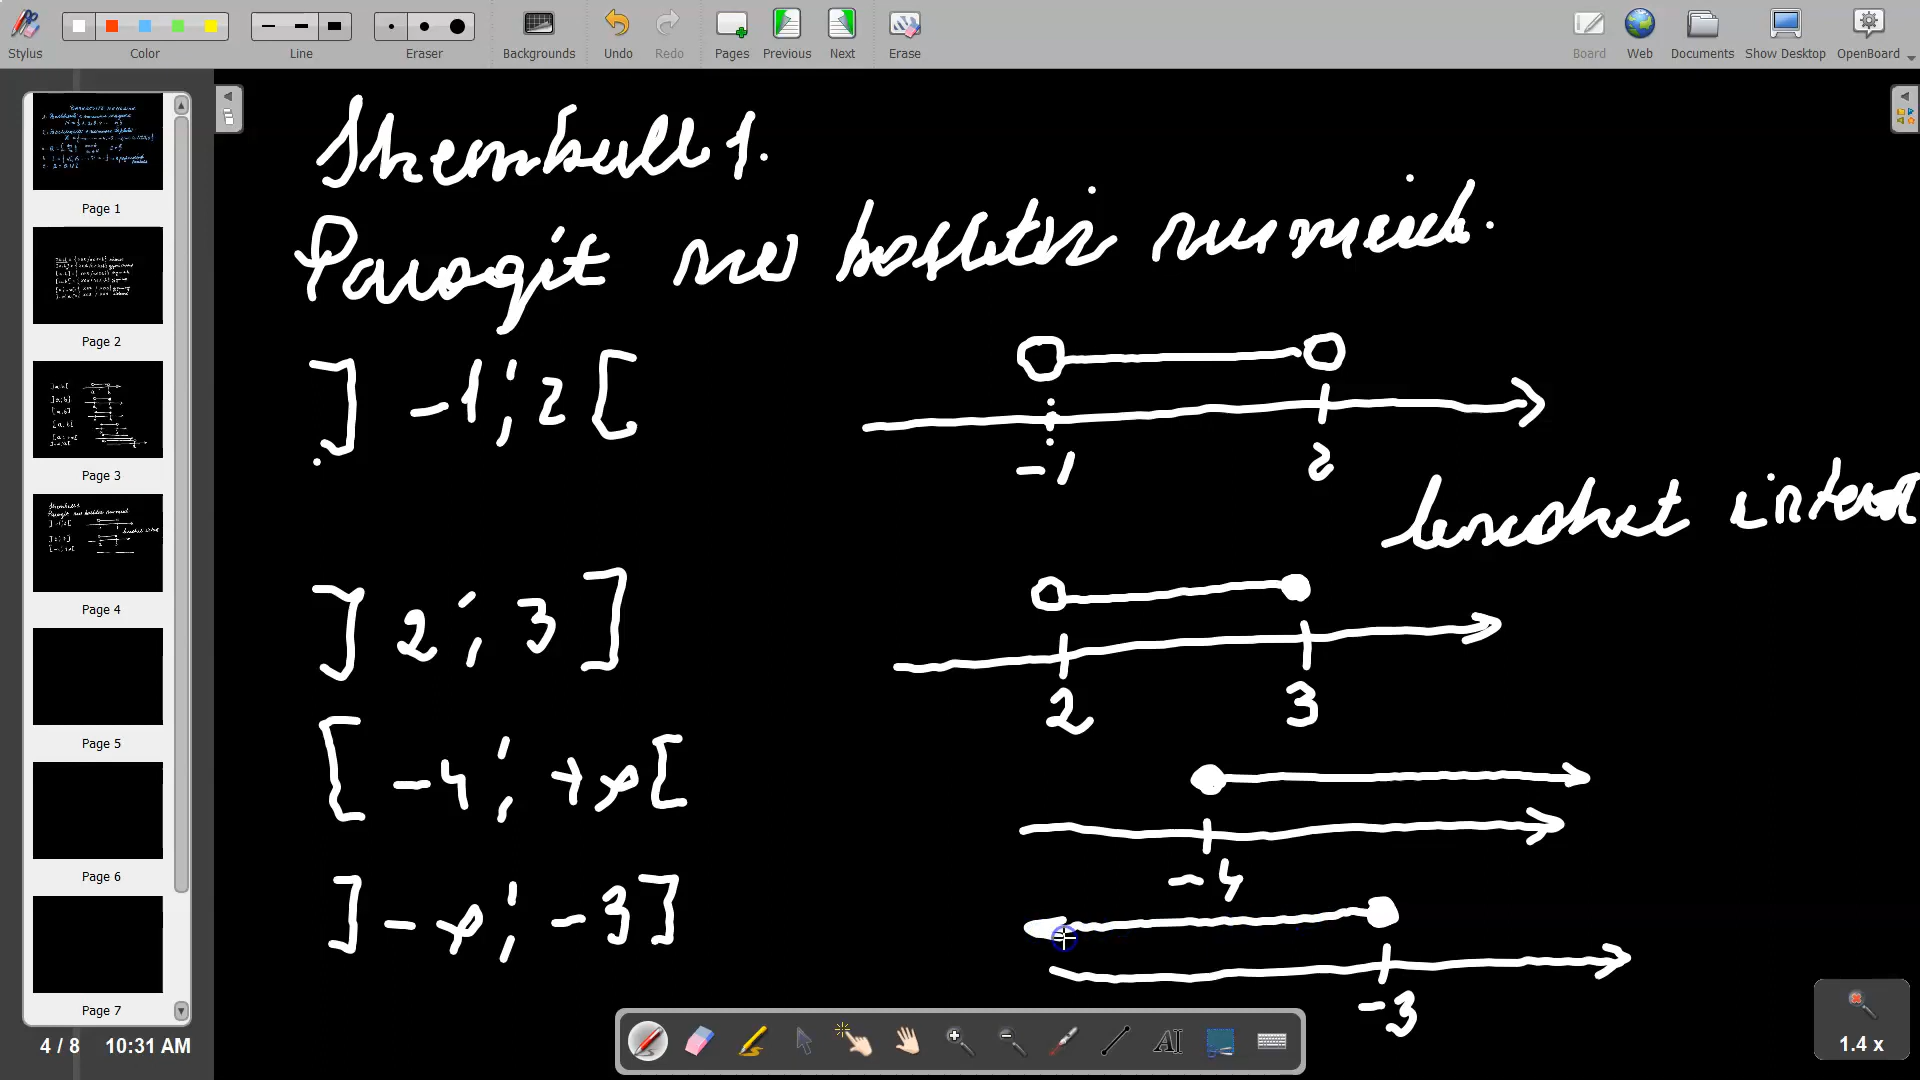 Stylus Color Line Eraser Backgrounds Undo Redo Pages Previous Next Erase Board Web Documents Show Desktop OpenBoard
Page 1
Page 2
Page 3
Page 4
Page 5
Page 6
Page 7
4 / 8 10:31 AM
Shembull 1.
Paraqit në boshtin numerik.
]-1; 2[
-1 2
]2; 3]
2 3
[-4; +∞[
-4
]-∞; -3]
-3
1.4 x